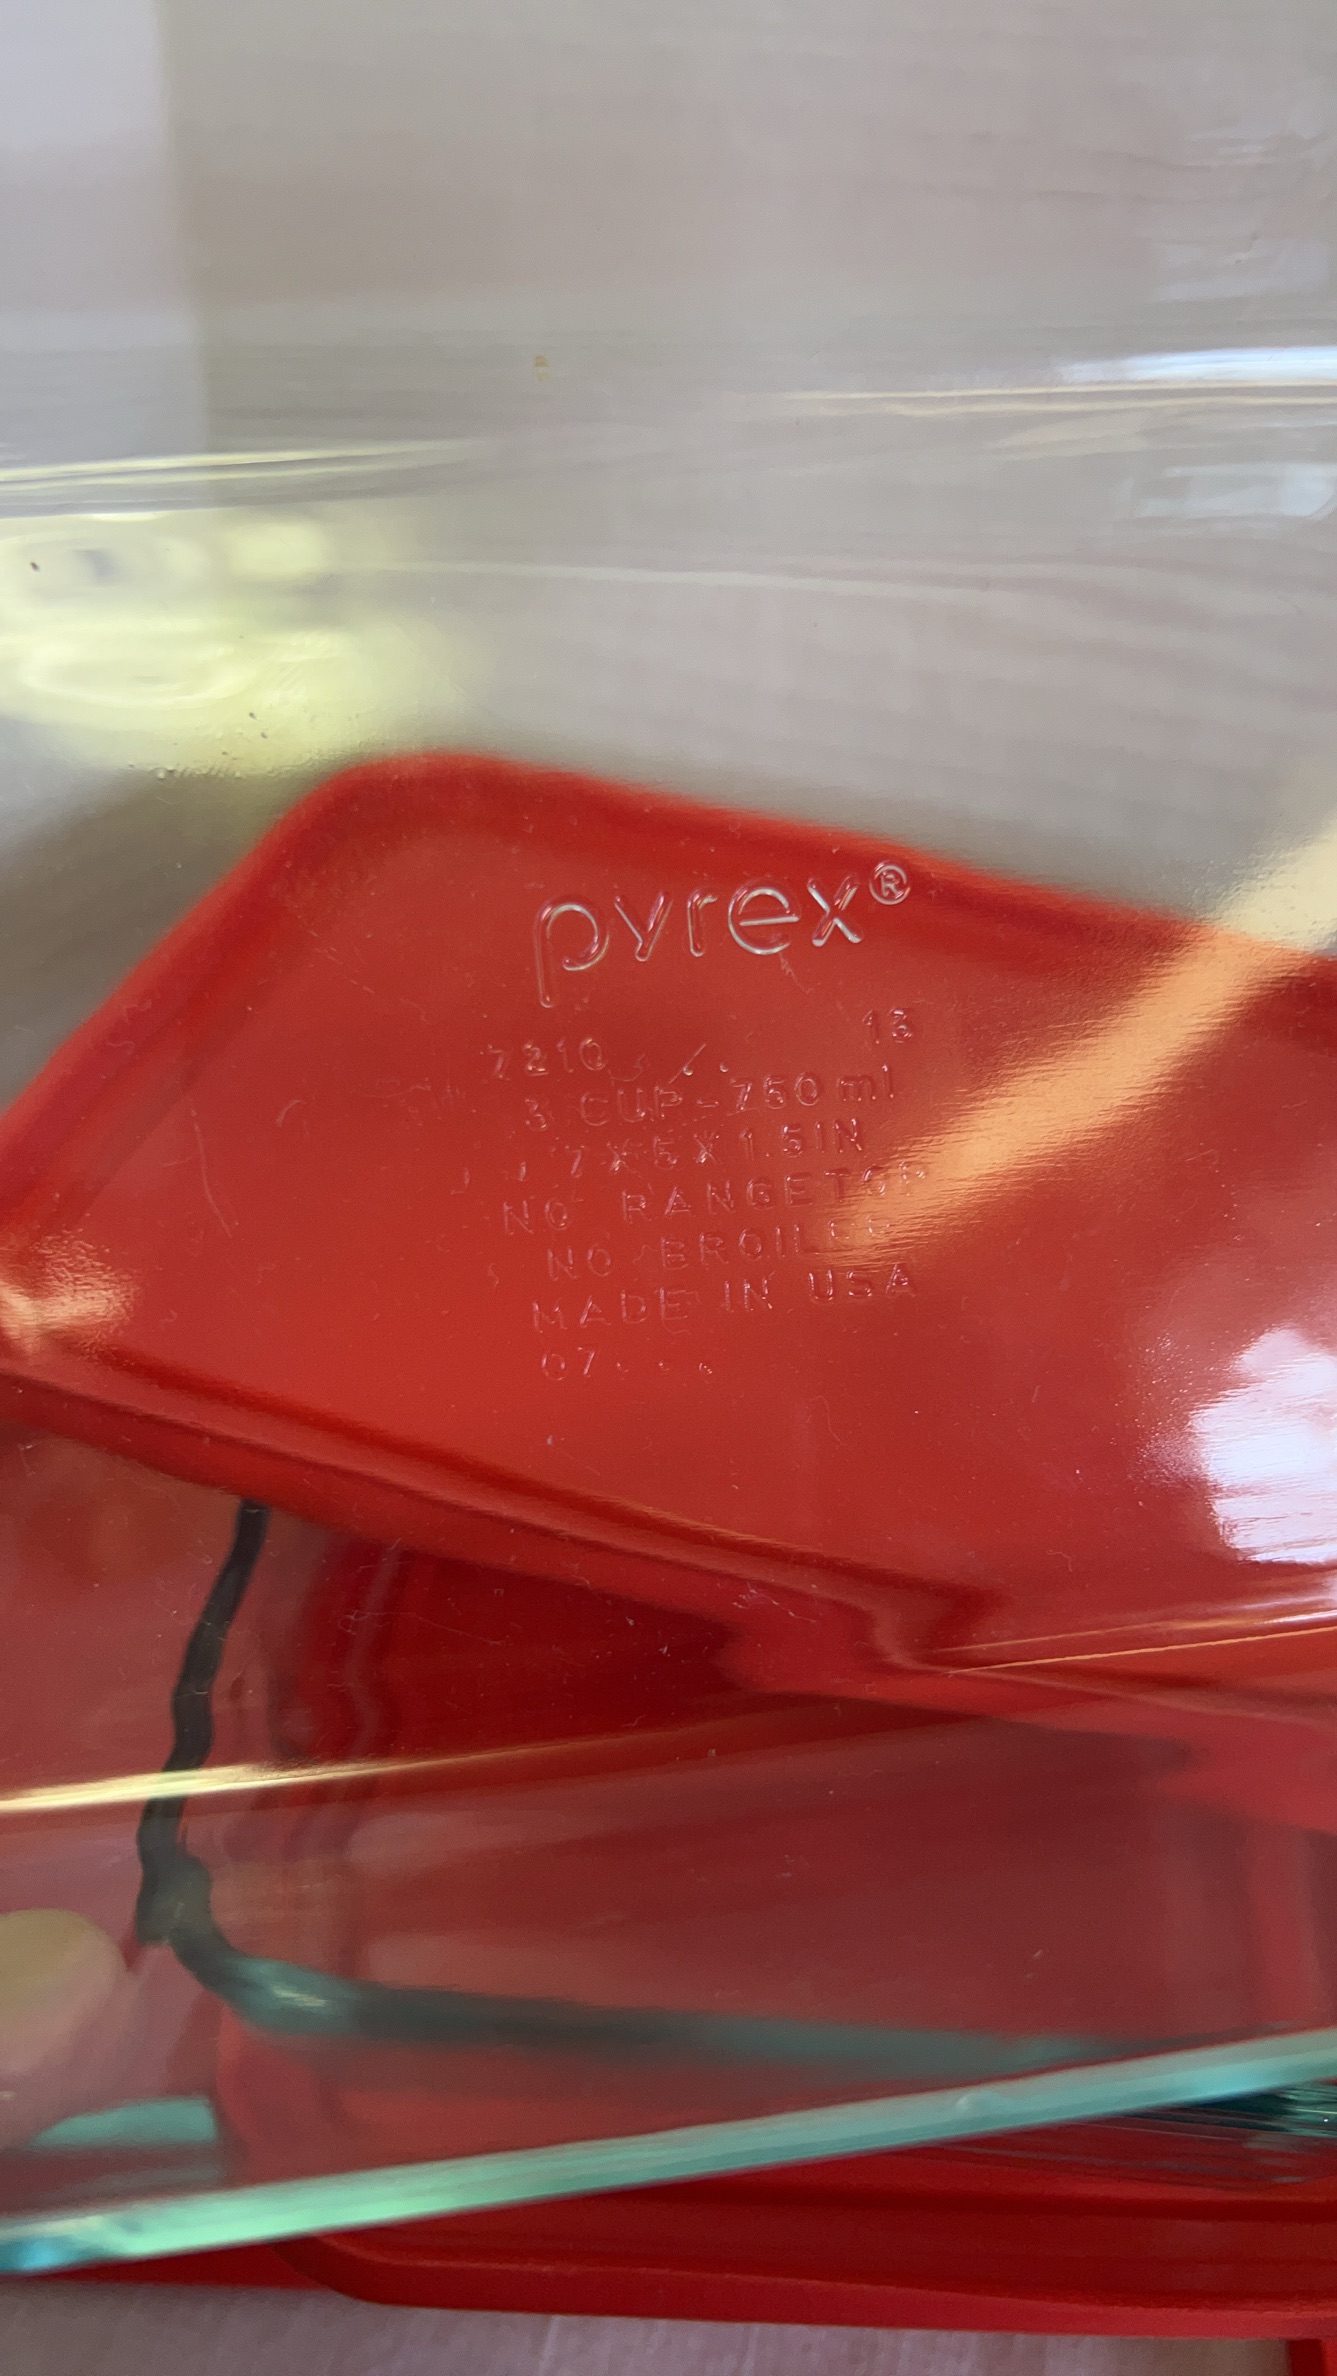 pyrex®
7210 13
3 CUP - 750 ml
7 X 5 X 1.5 IN
NO RANGETOP
NO BROILER
MADE IN USA
07....